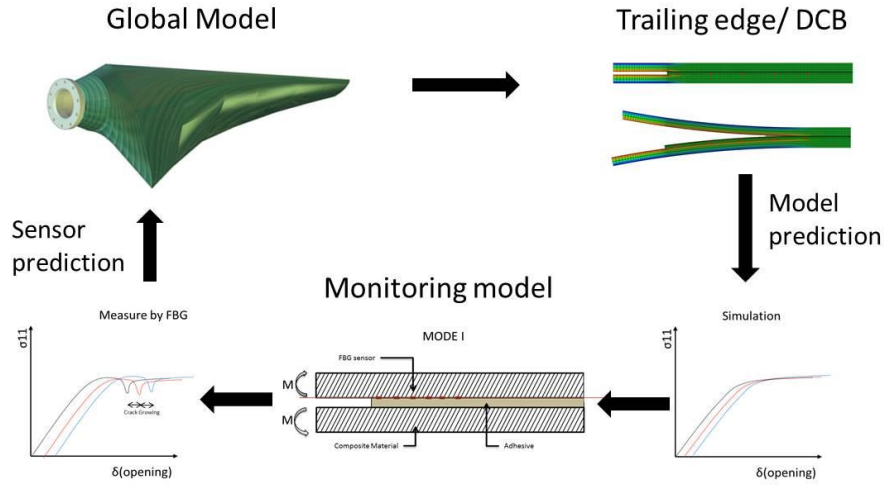 Global Model
Trailing edge/ DCB
Sensor
prediction
Model
prediction
Monitoring model
Measure by FBG
σ11
Crack Growing
δ(opening)
MODE I
FBG sensor
M
M
Composite Material
Adhesive
Simulation
σ11
δ(opening)